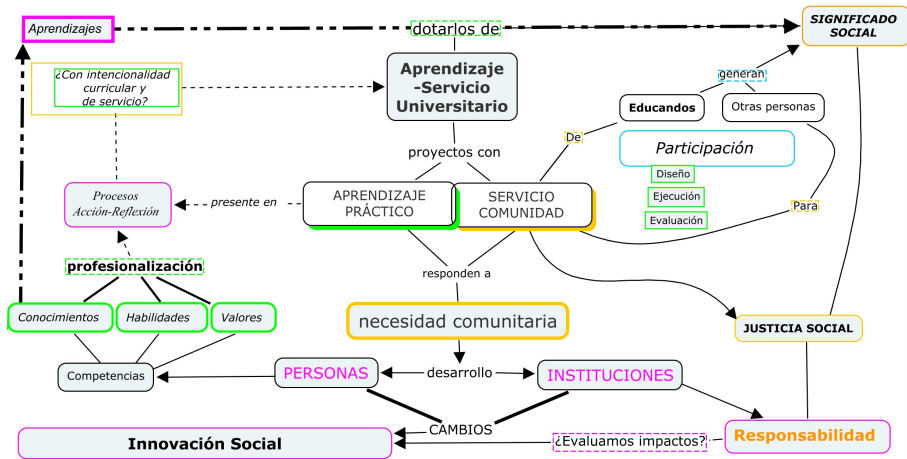 Aprendizajes
dotarlos de
SIGNIFICADO
SOCIAL
¿Con intencionalidad
curricular y
de servicio?
Aprendizaje
-Servicio
Universitario
generan
Educandos
Otras personas
De
Participación
proyectos con
Diseño
Ejecución
Evaluación
Procesos
Acción-Reflexión
presente en
APRENDIZAJE
PRÁCTICO
SERVICIO
COMUNIDAD
Para
profesionalización
responden a
Conocimientos
Habilidades
Valores
necesidad comunitaria
JUSTICIA SOCIAL
Competencias
PERSONAS
desarrollo
INSTITUCIONES
CAMBIOS
Innovación Social
¿Evaluamos impactos?
Responsabilidad